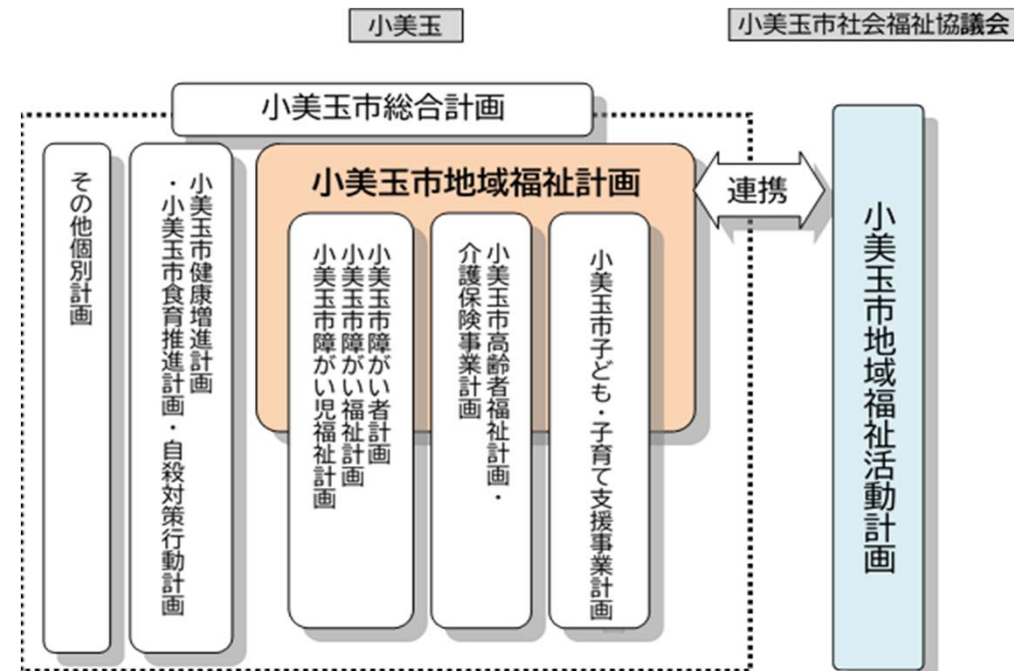 小美玉
小美玉市社会福祉協議会
小美玉市総合計画
小美玉市地域福祉計画
連携
小美玉市地域福祉活動計画
小美玉市子ども・子育て支援事業計画
小美玉市高齢者福祉計画・
介護保険事業計画
小美玉市障がい者計画
小美玉市障がい福祉計画
小美玉市障がい児福祉計画
小美玉市健康増進計画
・小美玉市食育推進計画・自殺対策行動計画
その他個別計画